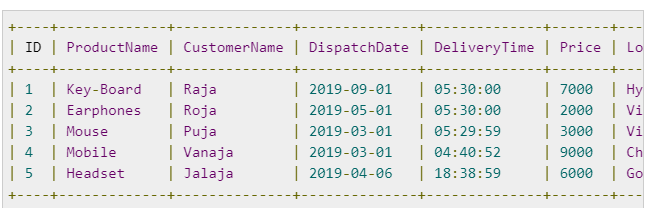 +----+-------------+--------------+--------------+--------------+-------+---
| ID | ProductName | CustomerName | DispatchDate | DeliveryTime | Price | Lo
+----+-------------+--------------+--------------+--------------+-------+---
| 1 | Key-Board | Raja | 2019-09-01 | 05:30:00 | 7000 | Hy
| 2 | Earphones | Roja | 2019-05-01 | 05:30:00 | 2000 | Vi
| 3 | Mouse | Puja | 2019-03-01 | 05:29:59 | 3000 | Vi
| 4 | Mobile | Vanaja | 2019-03-01 | 04:40:52 | 9000 | Ch
| 5 | Headset | Jalaja | 2019-04-06 | 18:38:59 | 6000 | Go
+----+-------------+--------------+--------------+--------------+-------+---